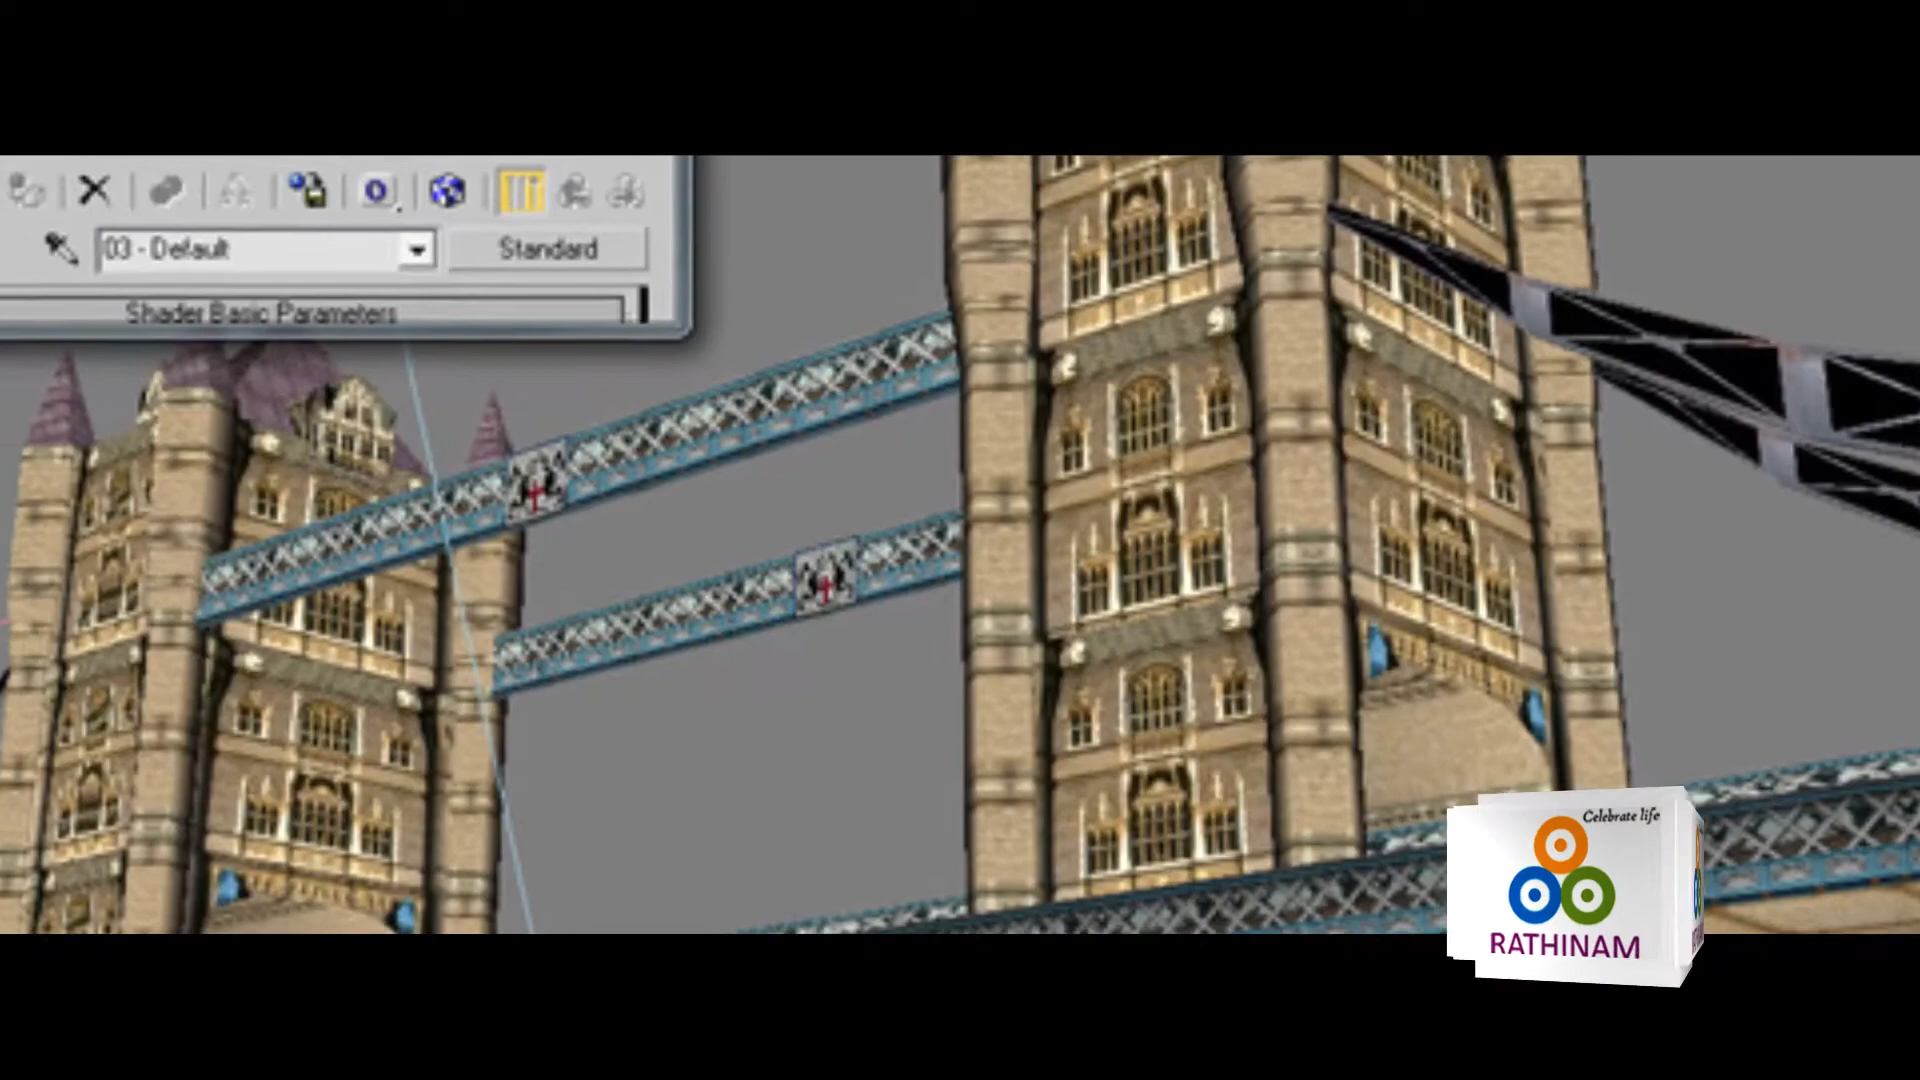 03 - Default
Standard
Shader Basic Parameters
Celebrate life
RATHINAM